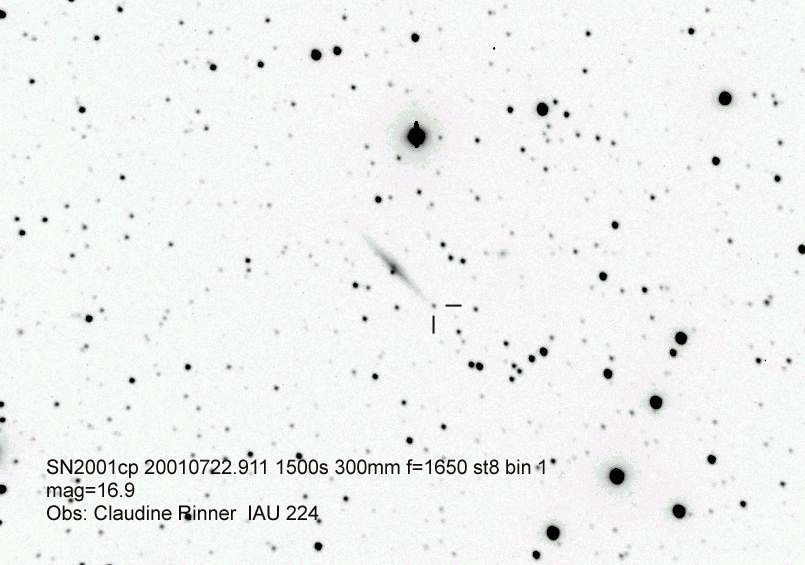 SN2001cp 20010722.911 1500s 300mm f=1650 st8 bin 1
mag=16.9
Obs: Claudine Rinner IAU 224